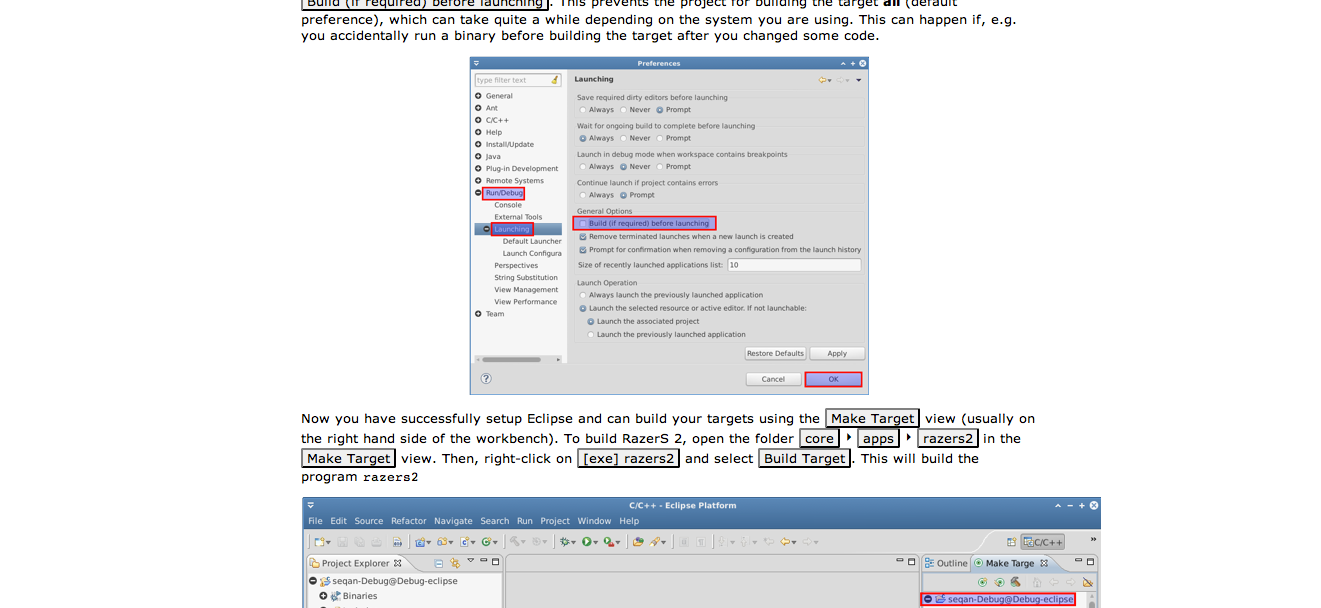 Build (if required) before launching . This prevents the project for building the target all (default
preference), which can take quite a while depending on the system you are using. This can happen if, e.g.
you accidentally run a binary before building the target after you changed some code.
Preferences
type filter text
Launching
General
Ant
C/C++
Help
Install/Update
Java
Plug-in Development
Remote Systems
Run/Debug
Console
External Tools
Launching
Default Launcher
Launch Configura
Perspectives
String Substitution
View Management
View Performance
Team
Save required dirty editors before launching
Always Never Prompt
Wait for ongoing build to complete before launching
Always Never Prompt
Launch in debug mode when workspace contains breakpoints
Always Never Prompt
Continue launch if project contains errors
Always Prompt
General Options
Build (if required) before launching
Remove terminated launches when a new launch is created
Prompt for confirmation when removing a configuration from the launch history
Size of recently launched applications list: 10
Launch Operation
Always launch the previously launched application
Launch the selected resource or active editor. If not launchable:
Launch the associated project
Launch the previously launched application
Restore Defaults Apply
? Cancel OK
Now you have successfully setup Eclipse and can build your targets using the Make Target view (usually on
the right hand side of the workbench). To build RazerS 2, open the folder core ‣ apps ‣ razers2 in the
Make Target view. Then, right-click on [exe] razers2 and select Build Target . This will build the
program razers2
C/C++ - Eclipse Platform
File Edit Source Refactor Navigate Search Run Project Window Help
C/C++ »
Project Explorer
Outline Make Targe
seqan-Debug@Debug-eclipse
Binaries
seqan-Debug@Debug-eclipse